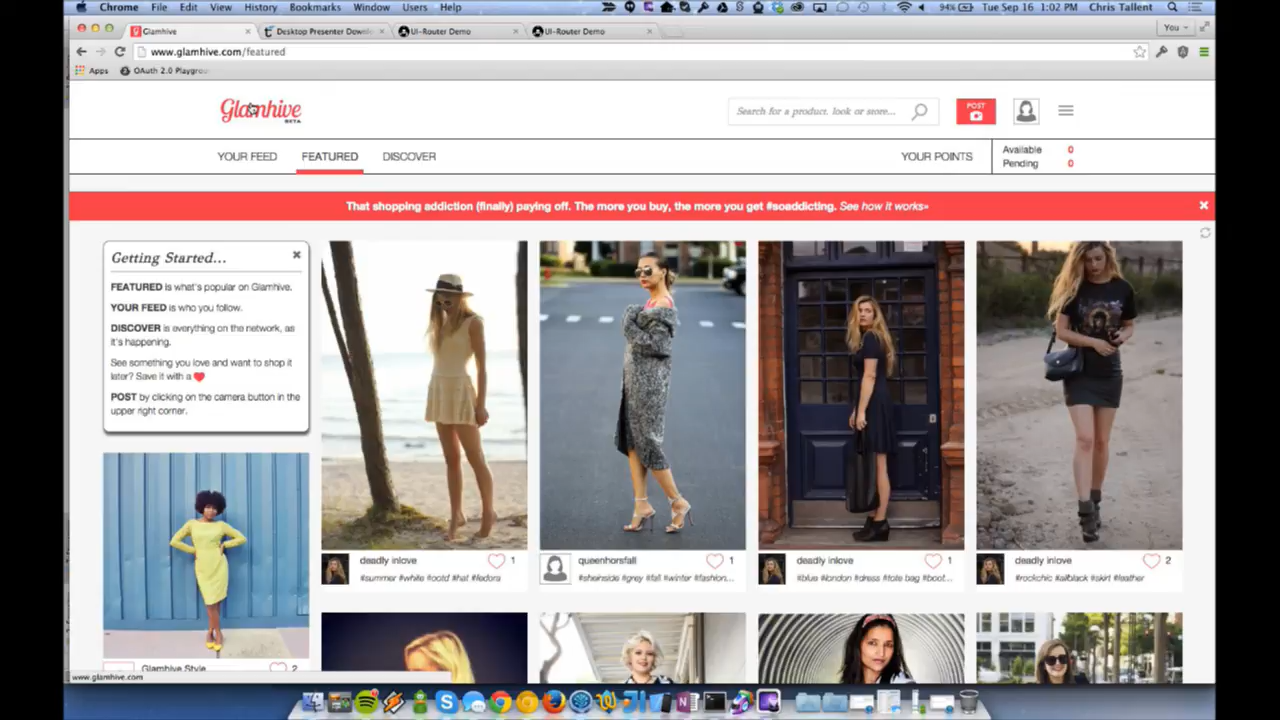 Chrome File Edit View History Bookmarks Window Users Help 94% Tue Sep 16 1:02 PM Chris Tallent
Glamhive Desktop Presenter Downl UI-Router Demo UI-Router Demo You
www.glamhive.com/featured
Apps OAuth 2.0 Playgrou
Glamhive
BETA
Search for a product, look or store...
POST
YOUR FEED FEATURED DISCOVER YOUR POINTS
Available 0
Pending 0
That shopping addiction (finally) paying off. The more you buy, the more you get #soaddicting. See how it works»
Getting Started...
FEATURED is what's popular on Glamhive.
YOUR FEED is who you follow.
DISCOVER is everything on the network, as
it's happening.
See something you love and want to shop it
later? Save it with a
POST by clicking on the camera button in the
upper right corner.
deadly inlove 1
#summer #white #ootd #hat #fedora
queenhorsfall 1
#sheinside #grey #fall #winter #fashion...
deadly inlove 1
#blue #london #dress #tote bag #boot...
deadly inlove 2
#rockchic #allblack #skirt #leather
Glamhive Style 2
www.glamhive.com